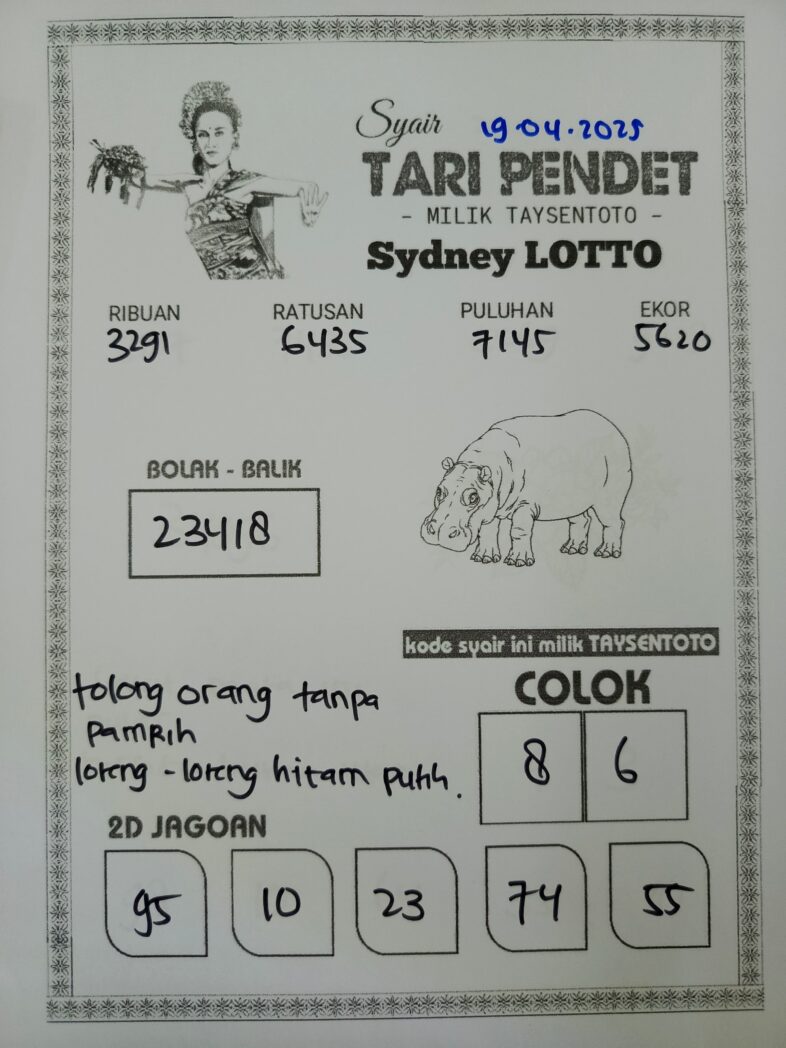 Syair 19.04.2025
TARI PENDET
- MILIK TAYSENTOTO -
Sydney LOTTO
RIBUAN RATUSAN PULUHAN EKOR
3291 6435 7145 5620
BOLAK - BALIK
23418
kode syair ini milik TAYSENTOTO
tolong orang tanpa
pamrih
loreng - loreng hitam putih.
COLOK
8 6
2D JAGOAN
95 10 23 74 55